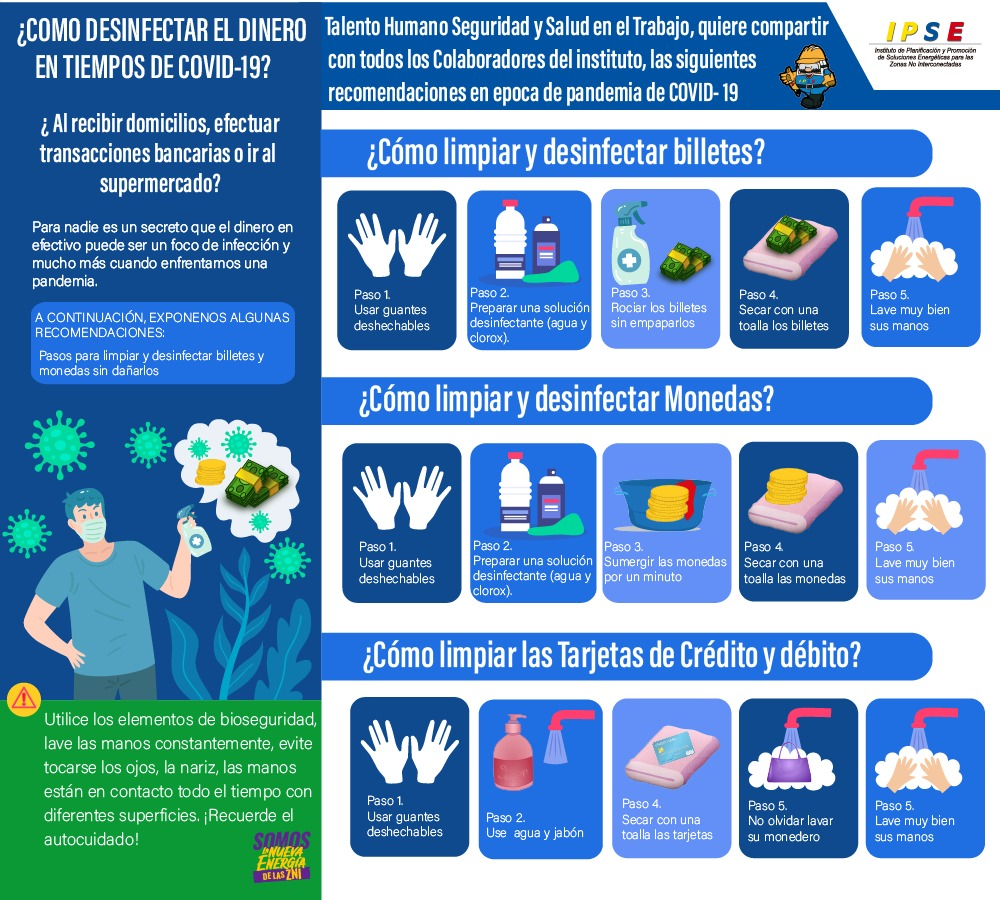 ¿COMO DESINFECTAR EL DINERO
EN TIEMPOS DE COVID-19?
¿ Al recibir domicilios, efectuar
transacciones bancarias o ir al
supermercado?
Para nadie es un secreto que el dinero en
efectivo puede ser un foco de infección y
mucho más cuando enfrentamos una
pandemia.
A CONTINUACIÓN, EXPONENOS ALGUNAS
RECOMENDACIONES:
Pasos para limpiar y desinfectar billetes y
monedas sin dañarlos
Utilice los elementos de bioseguridad,
lave las manos constantemente, evite
tocarse los ojos, la nariz, las manos
están en contacto todo el tiempo con
diferentes superficies. ¡Recuerde el
autocuidado!
SOMOS
LA NUEVA
ENERGÍA
DE LAS ZNI
Talento Humano Seguridad y Salud en el Trabajo, quiere compartir
con todos los Colaboradores del instituto, las siguientes
recomendaciones en epoca de pandemia de COVID- 19
IPSE
Instituto de Planificación y Promoción
de Soluciones Energéticas para las
Zonas No Interconectadas
¿Cómo limpiar y desinfectar billetes?
Paso 1.
Usar guantes
deshechables
Paso 2.
Preparar una solución
desinfectante (agua y
clorox).
Paso 3.
Rociar los billetes
sin empaparlos
Paso 4.
Secar con una
toalla los billetes
Paso 5.
Lave muy bien
sus manos
¿Cómo limpiar y desinfectar Monedas?
Paso 1.
Usar guantes
deshechables
Paso 2.
Preparar una solución
desinfectante (agua y
clorox).
Paso 3.
Sumergir las monedas
por un minuto
Paso 4.
Secar con una
toalla las monedas
Paso 5.
Lave muy bien
sus manos
¿Cómo limpiar las Tarjetas de Crédito y débito?
Paso 1.
Usar guantes
deshechables
Paso 2.
Use agua y jabón
Paso 4.
Secar con una
toalla las tarjetas
Paso 5.
No olvidar lavar
su monedero
Paso 5.
Lave muy bien
sus manos